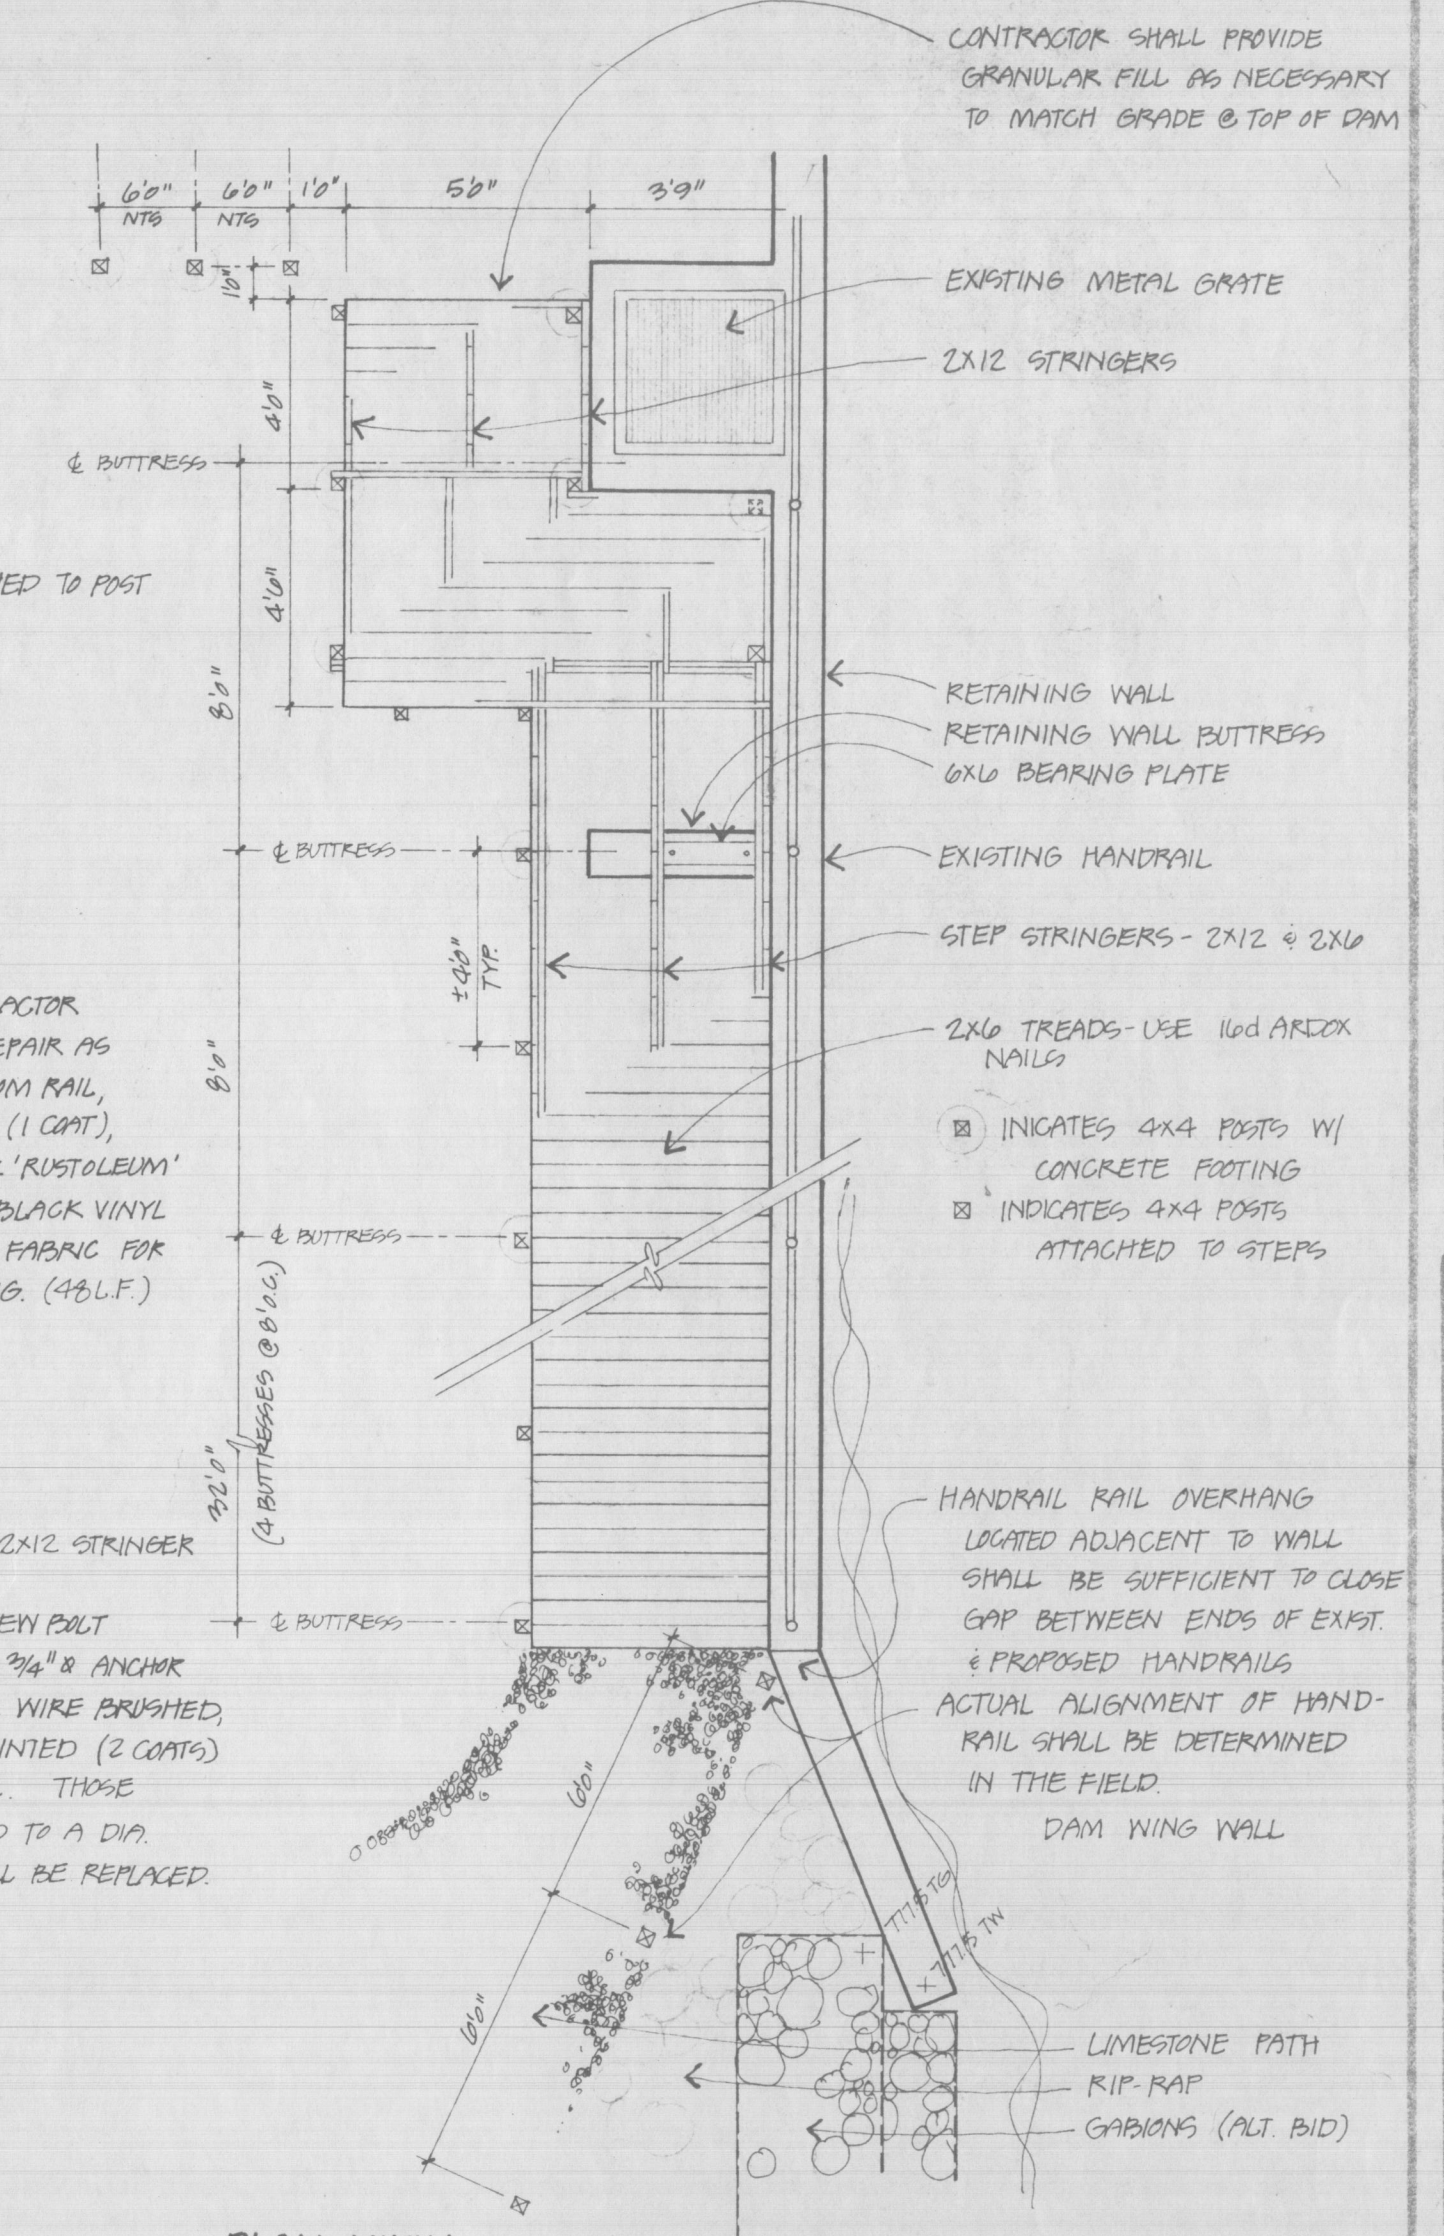 CONTRACTOR SHALL PROVIDE
GRANULAR FILL AS NECESSARY
TO MATCH GRADE @ TOP OF DAM
6'0" 6'0" 1'0" 5'0" 3'9"
NTS NTS
1'0"
EXISTING METAL GRATE
2X12 STRINGERS
4'0"
℄ BUTTRESS
TO POST
4'6"
8'0"
RETAINING WALL
RETAINING WALL BUTTRESS
6X6 BEARING PLATE
℄ BUTTRESS
EXISTING HANDRAIL
±4'0"
TYP.
STEP STRINGERS - 2X12 & 2X6
2X6 TREADS - USE 16d ARDOX
NAILS
8'0"
ACTOR
EPAIR AS
OM RAIL,
(1 COAT),
'RUSTOLEUM'
BLACK VINYL
FABRIC FOR
G. (48 L.F.)
INICATES 4X4 POSTS W/
CONCRETE FOOTING
INDICATES 4X4 POSTS
ATTACHED TO STEPS
℄ BUTTRESS
32'0"
(4 BUTTRESSES @ 8' O.C.)
2X12 STRINGER
EW BOLT
3/4"Ø ANCHOR
WIRE BRUSHED,
INTED (2 COATS)
THOSE
D TO A DIA.
L BE REPLACED.
℄ BUTTRESS
HANDRAIL RAIL OVERHANG
LOCATED ADJACENT TO WALL
SHALL BE SUFFICIENT TO CLOSE
GAP BETWEEN ENDS OF EXIST.
& PROPOSED HANDRAILS
ACTUAL ALIGNMENT OF HAND-
RAIL SHALL BE DETERMINED
IN THE FIELD.
DAM WING WALL
6'0"
777.5 TG
777.5 TW
6'0"
LIMESTONE PATH
RIP-RAP
GABIONS (ALT. BID)